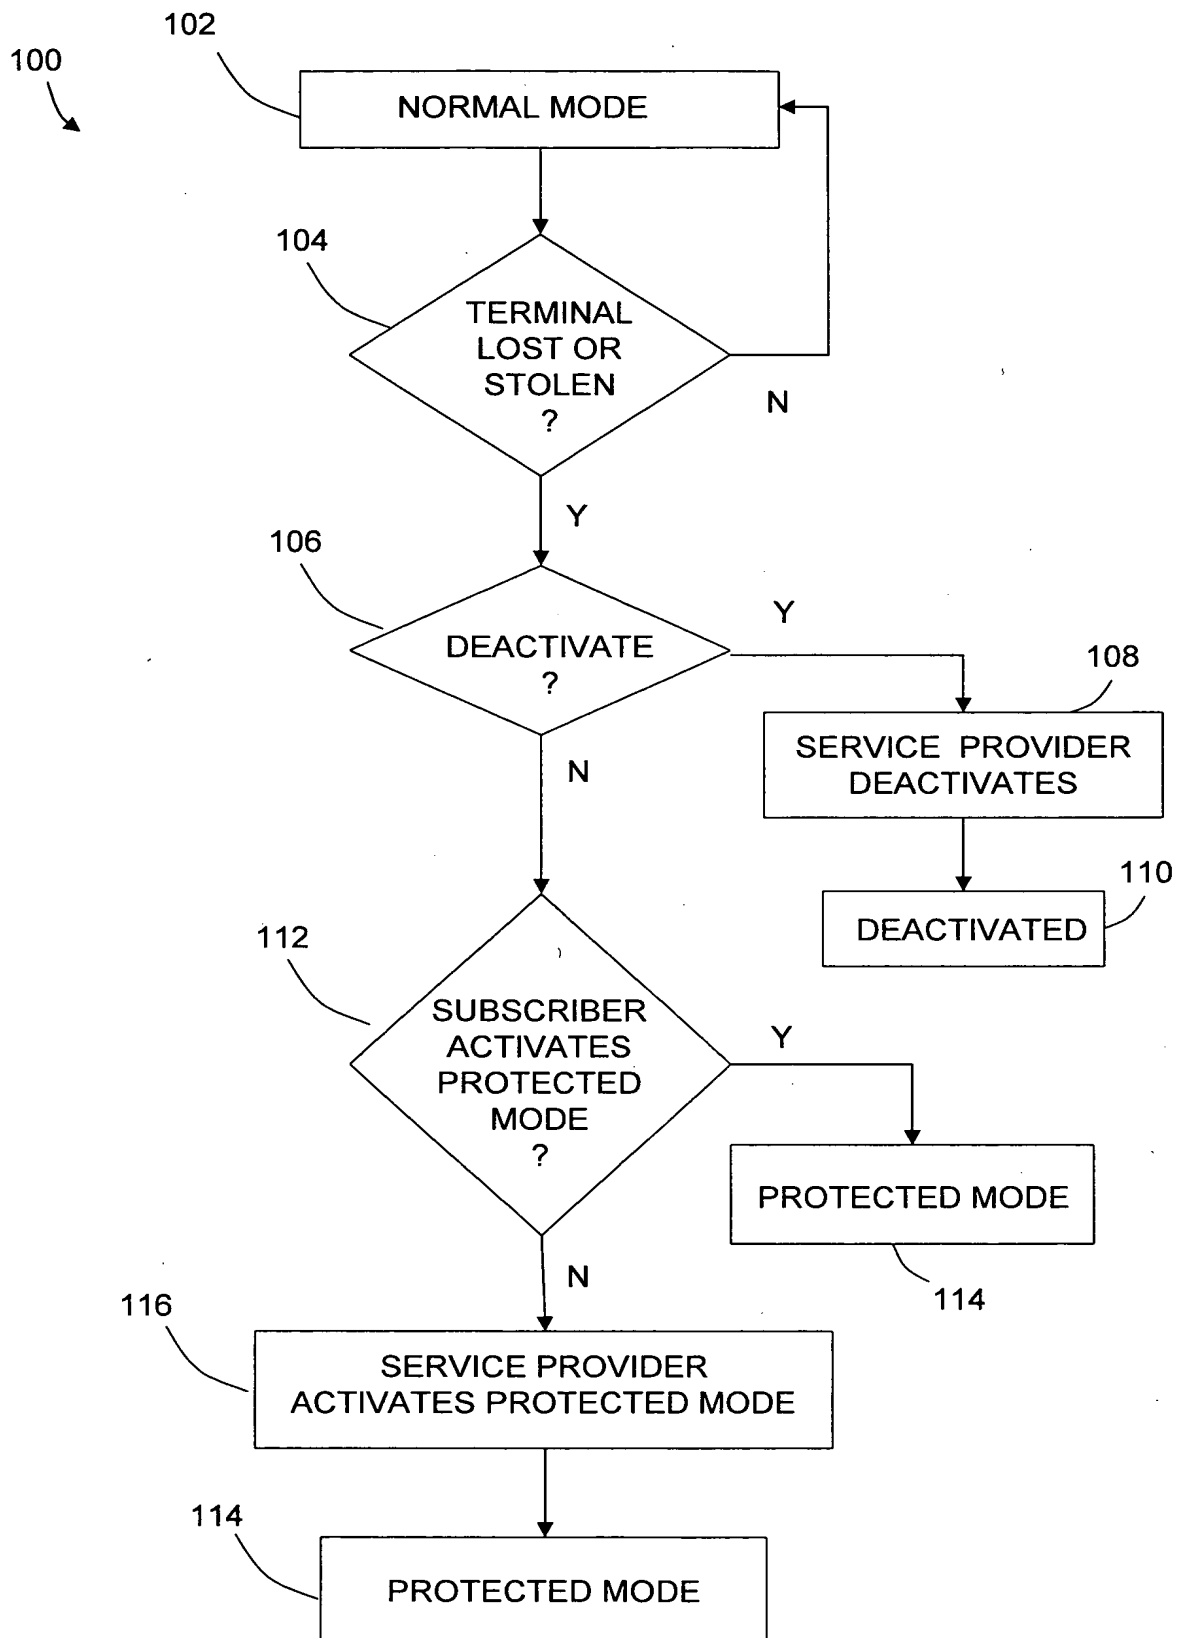 102
100
NORMAL MODE
104
TERMINAL
LOST OR
STOLEN
?
N
Y
106
DEACTIVATE
?
Y
N
108
SERVICE PROVIDER
DEACTIVATES
110
DEACTIVATED
112
SUBSCRIBER
ACTIVATES
PROTECTED
MODE
?
Y
N
PROTECTED MODE
114
116
SERVICE PROVIDER
ACTIVATES PROTECTED MODE
114
PROTECTED MODE